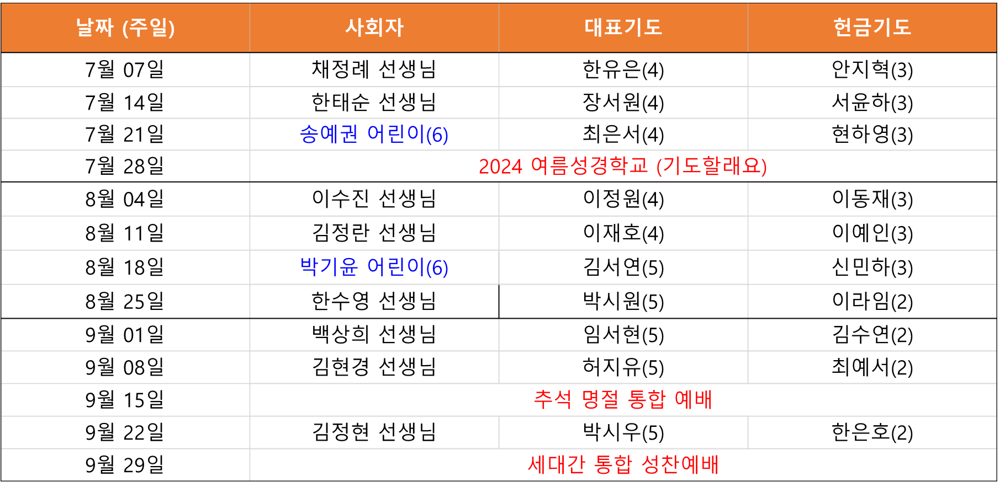 날짜 (주일) 사회자 대표기도 헌금기도
7월 07일 채정례 선생님 한유은(4) 안지혁(3)
7월 14일 한태순 선생님 장서원(4) 서윤하(3)
7월 21일 송예권 어린이(6) 최은서(4) 현하영(3)
7월 28일 2024 여름성경학교 (기도할래요)
8월 04일 이수진 선생님 이정원(4) 이동재(3)
8월 11일 김정란 선생님 이재호(4) 이예인(3)
8월 18일 박기윤 어린이(6) 김서연(5) 신민하(3)
8월 25일 한수영 선생님 박시원(5) 이라임(2)
9월 01일 백상희 선생님 임서현(5) 김수연(2)
9월 08일 김현경 선생님 허지유(5) 최예서(2)
9월 15일 추석 명절 통합 예배
9월 22일 김정현 선생님 박시우(5) 한은호(2)
9월 29일 세대간 통합 성찬예배